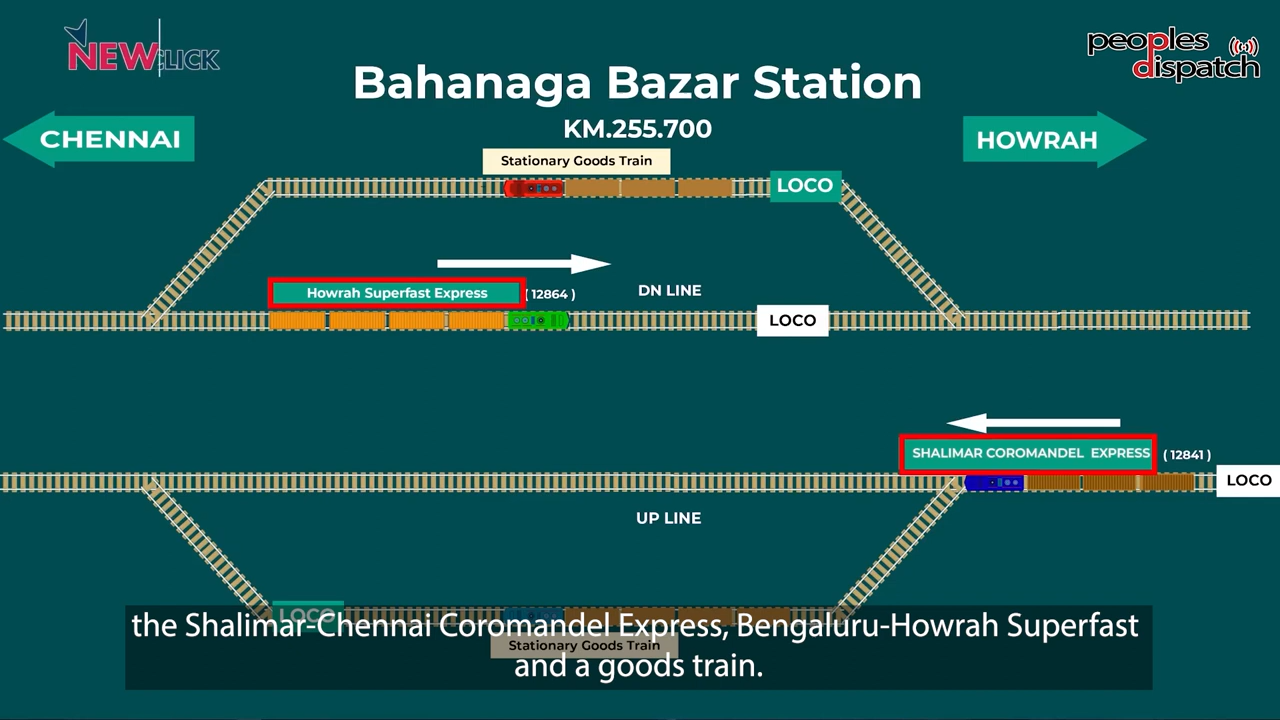 NEWCLICK
peoples
dispatch
Bahanaga Bazar Station
KM.255.700
CHENNAI
HOWRAH
Stationary Goods Train
LOCO
Howrah Superfast Express
( 12864 )
DN LINE
LOCO
SHALIMAR COROMANDEL EXPRESS
( 12841 )
LOCO
UP LINE
LOCO
the Shalimar-Chennai Coromandel Express, Bengaluru-Howrah Superfast
Stationary Goods Train
and a goods train.